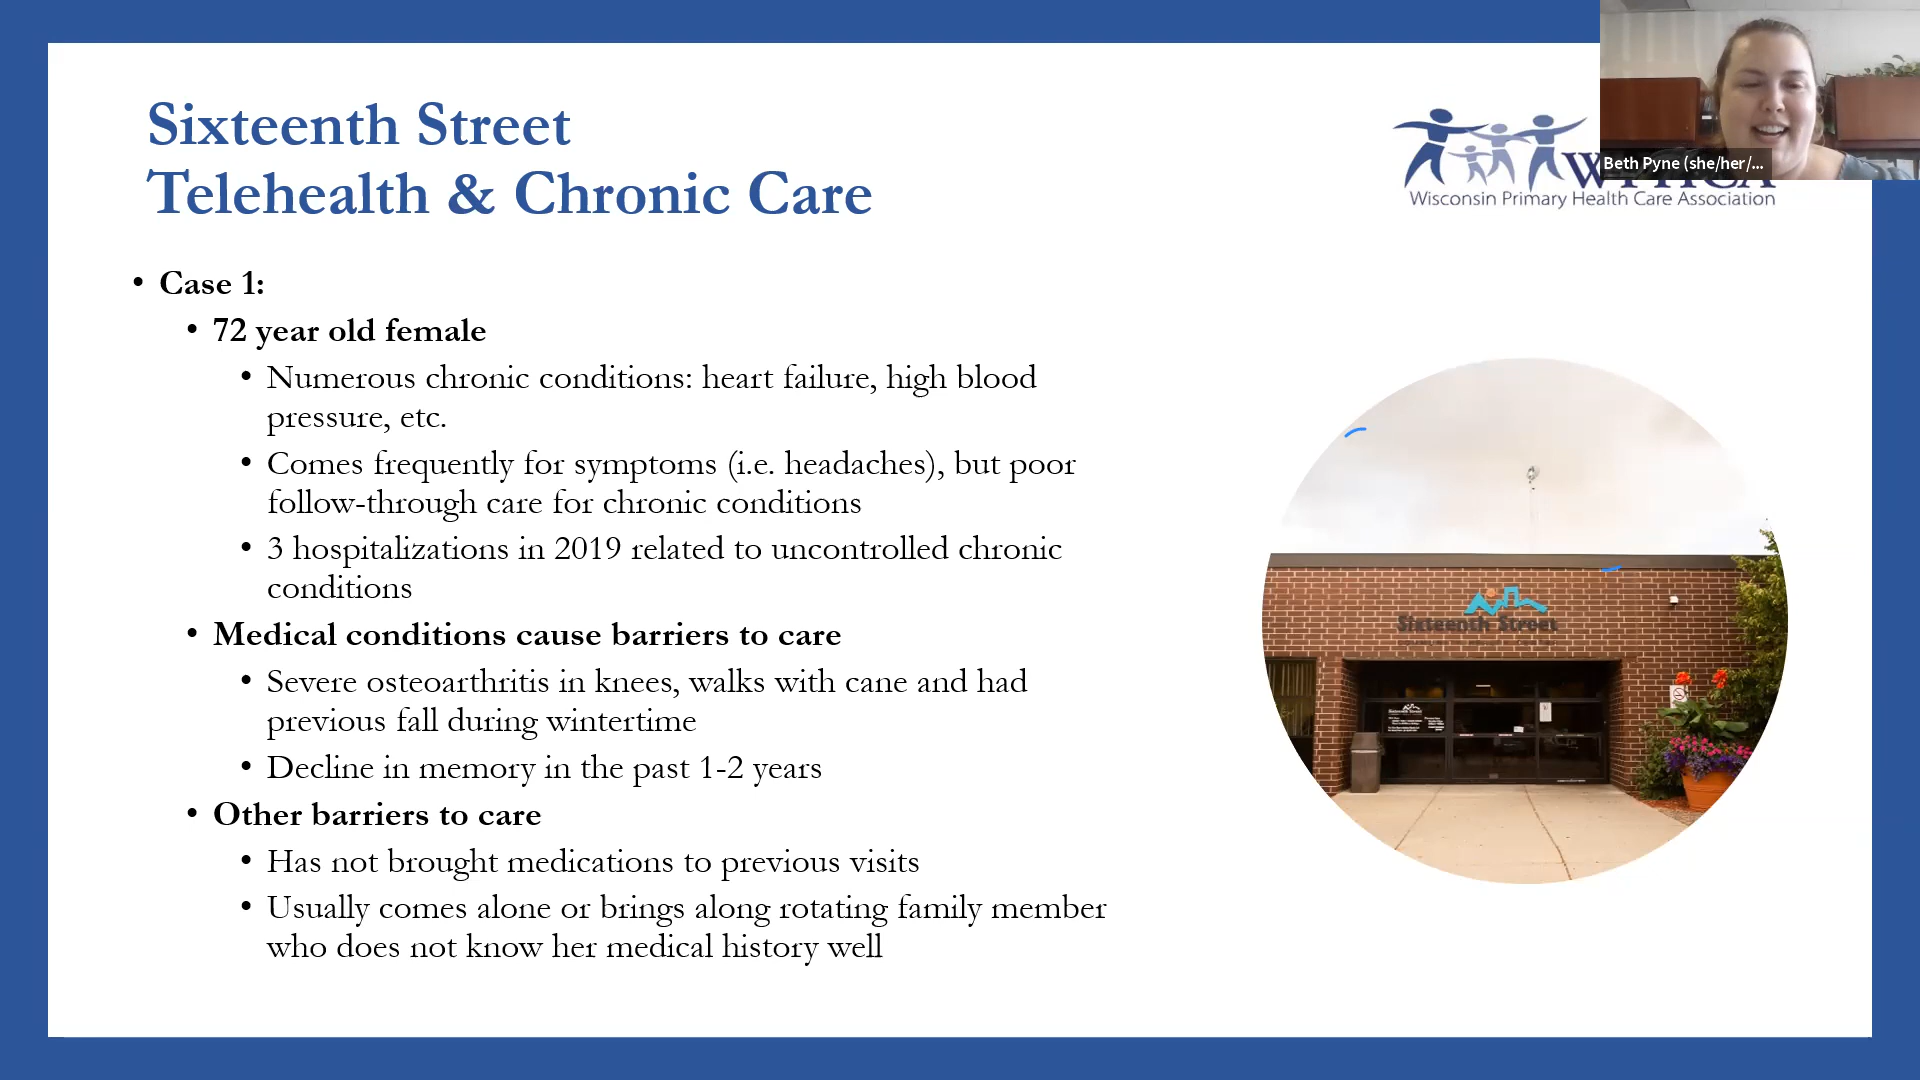 Sixteenth Street
Telehealth & Chronic Care
Beth Pyne (she/her/...
Wisconsin Primary Health Care Association
• Case 1:
• 72 year old female
• Numerous chronic conditions: heart failure, high blood
pressure, etc.
• Comes frequently for symptoms (i.e. headaches), but poor
follow-through care for chronic conditions
• 3 hospitalizations in 2019 related to uncontrolled chronic
conditions
• Medical conditions cause barriers to care
• Severe osteoarthritis in knees, walks with cane and had
previous fall during wintertime
• Decline in memory in the past 1-2 years
• Other barriers to care
• Has not brought medications to previous visits
• Usually comes alone or brings along rotating family member
who does not know her medical history well
Sixteenth Street